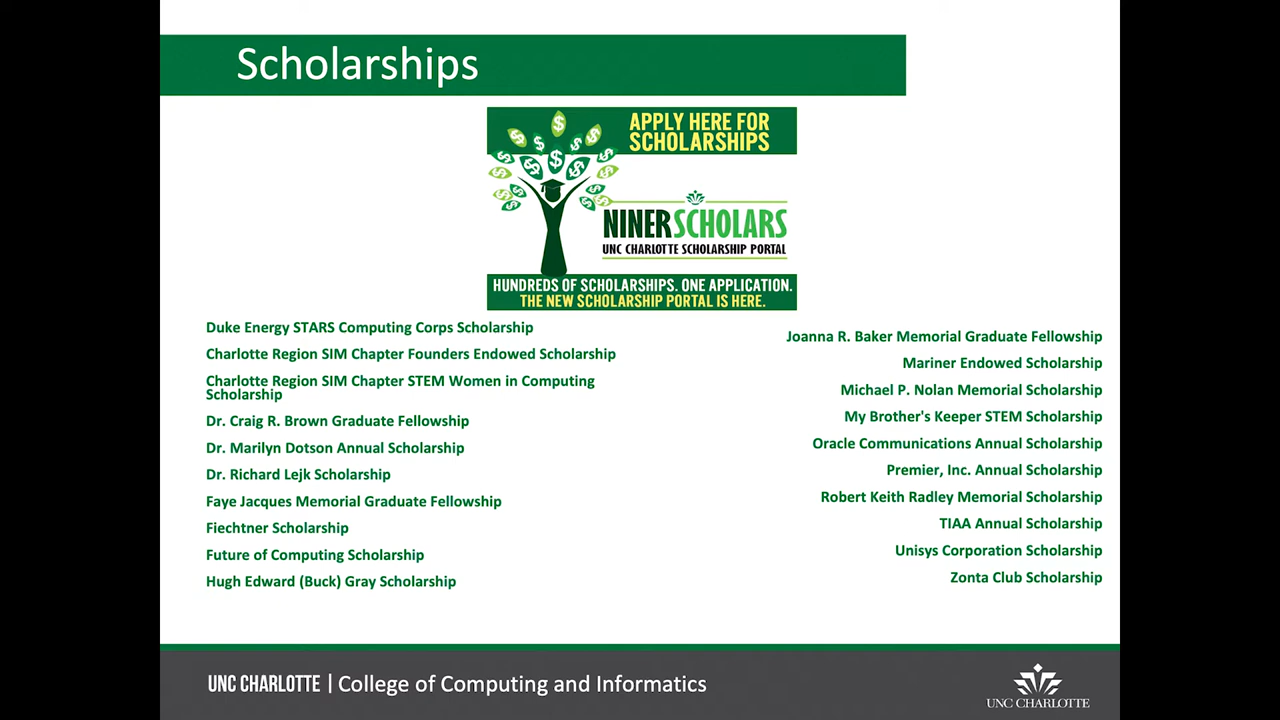 Scholarships
APPLY HERE FOR
SCHOLARSHIPS
NINERSCHOLARS
UNC CHARLOTTE SCHOLARSHIP PORTAL
HUNDREDS OF SCHOLARSHIPS. ONE APPLICATION.
THE NEW SCHOLARSHIP PORTAL IS HERE.
Duke Energy STARS Computing Corps Scholarship
Charlotte Region SIM Chapter Founders Endowed Scholarship
Charlotte Region SIM Chapter STEM Women in Computing
Scholarship
Dr. Craig R. Brown Graduate Fellowship
Dr. Marilyn Dotson Annual Scholarship
Dr. Richard Lejk Scholarship
Faye Jacques Memorial Graduate Fellowship
Fiechtner Scholarship
Future of Computing Scholarship
Hugh Edward (Buck) Gray Scholarship
Joanna R. Baker Memorial Graduate Fellowship
Mariner Endowed Scholarship
Michael P. Nolan Memorial Scholarship
My Brother's Keeper STEM Scholarship
Oracle Communications Annual Scholarship
Premier, Inc. Annual Scholarship
Robert Keith Radley Memorial Scholarship
TIAA Annual Scholarship
Unisys Corporation Scholarship
Zonta Club Scholarship
UNC CHARLOTTE | College of Computing and Informatics
UNC CHARLOTTE